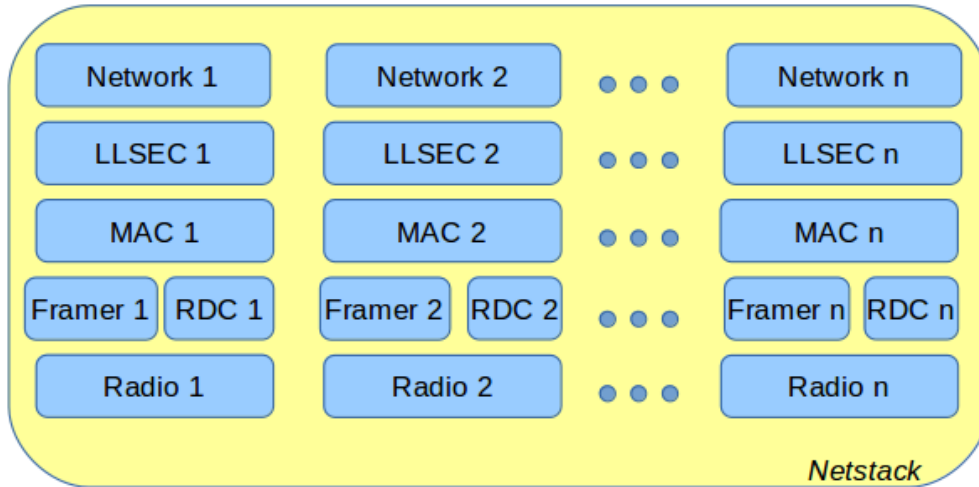 Network 1 Network 2 Network n
LLSEC 1 LLSEC 2 LLSEC n
MAC 1 MAC 2 MAC n
Framer 1 RDC 1 Framer 2 RDC 2 Framer n RDC n
Radio 1 Radio 2 Radio n
Netstack